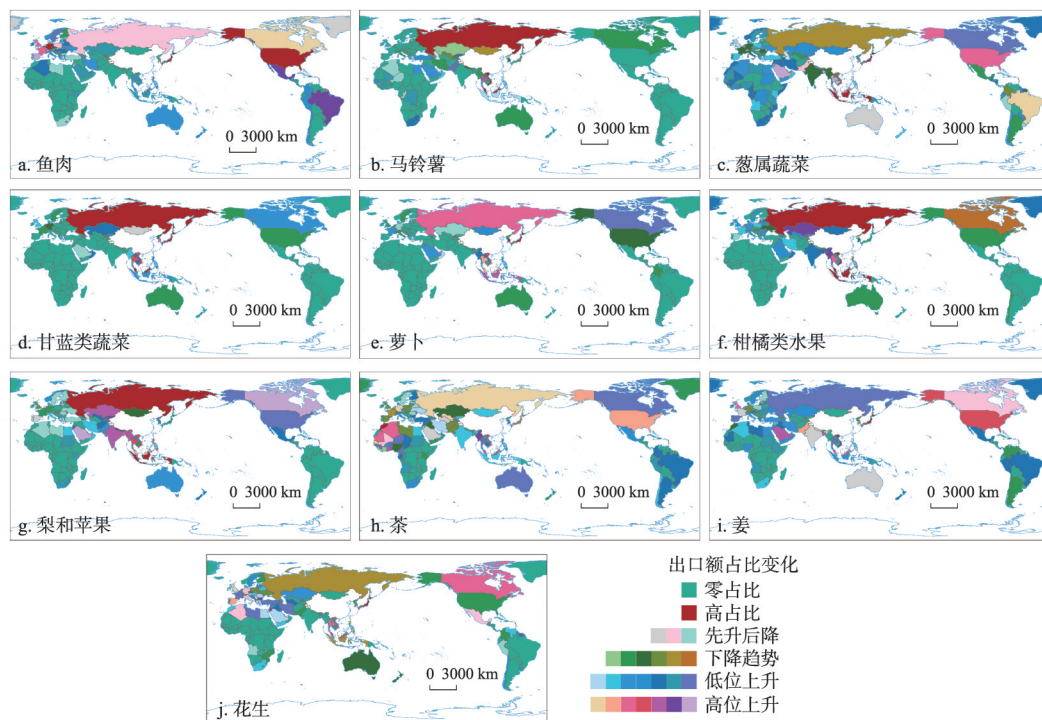 0 3000 km
a. 鱼肉
0 3000 km
b. 马铃薯
0 3000 km
c. 葱属蔬菜
0 3000 km
d. 甘蓝类蔬菜
0 3000 km
e. 萝卜
0 3000 km
f. 柑橘类水果
0 3000 km
g. 梨和苹果
0 3000 km
h. 茶
0 3000 km
i. 姜
0 3000 km
j. 花生
出口额占比变化
零占比
高占比
先升后降
下降趋势
低位上升
高位上升